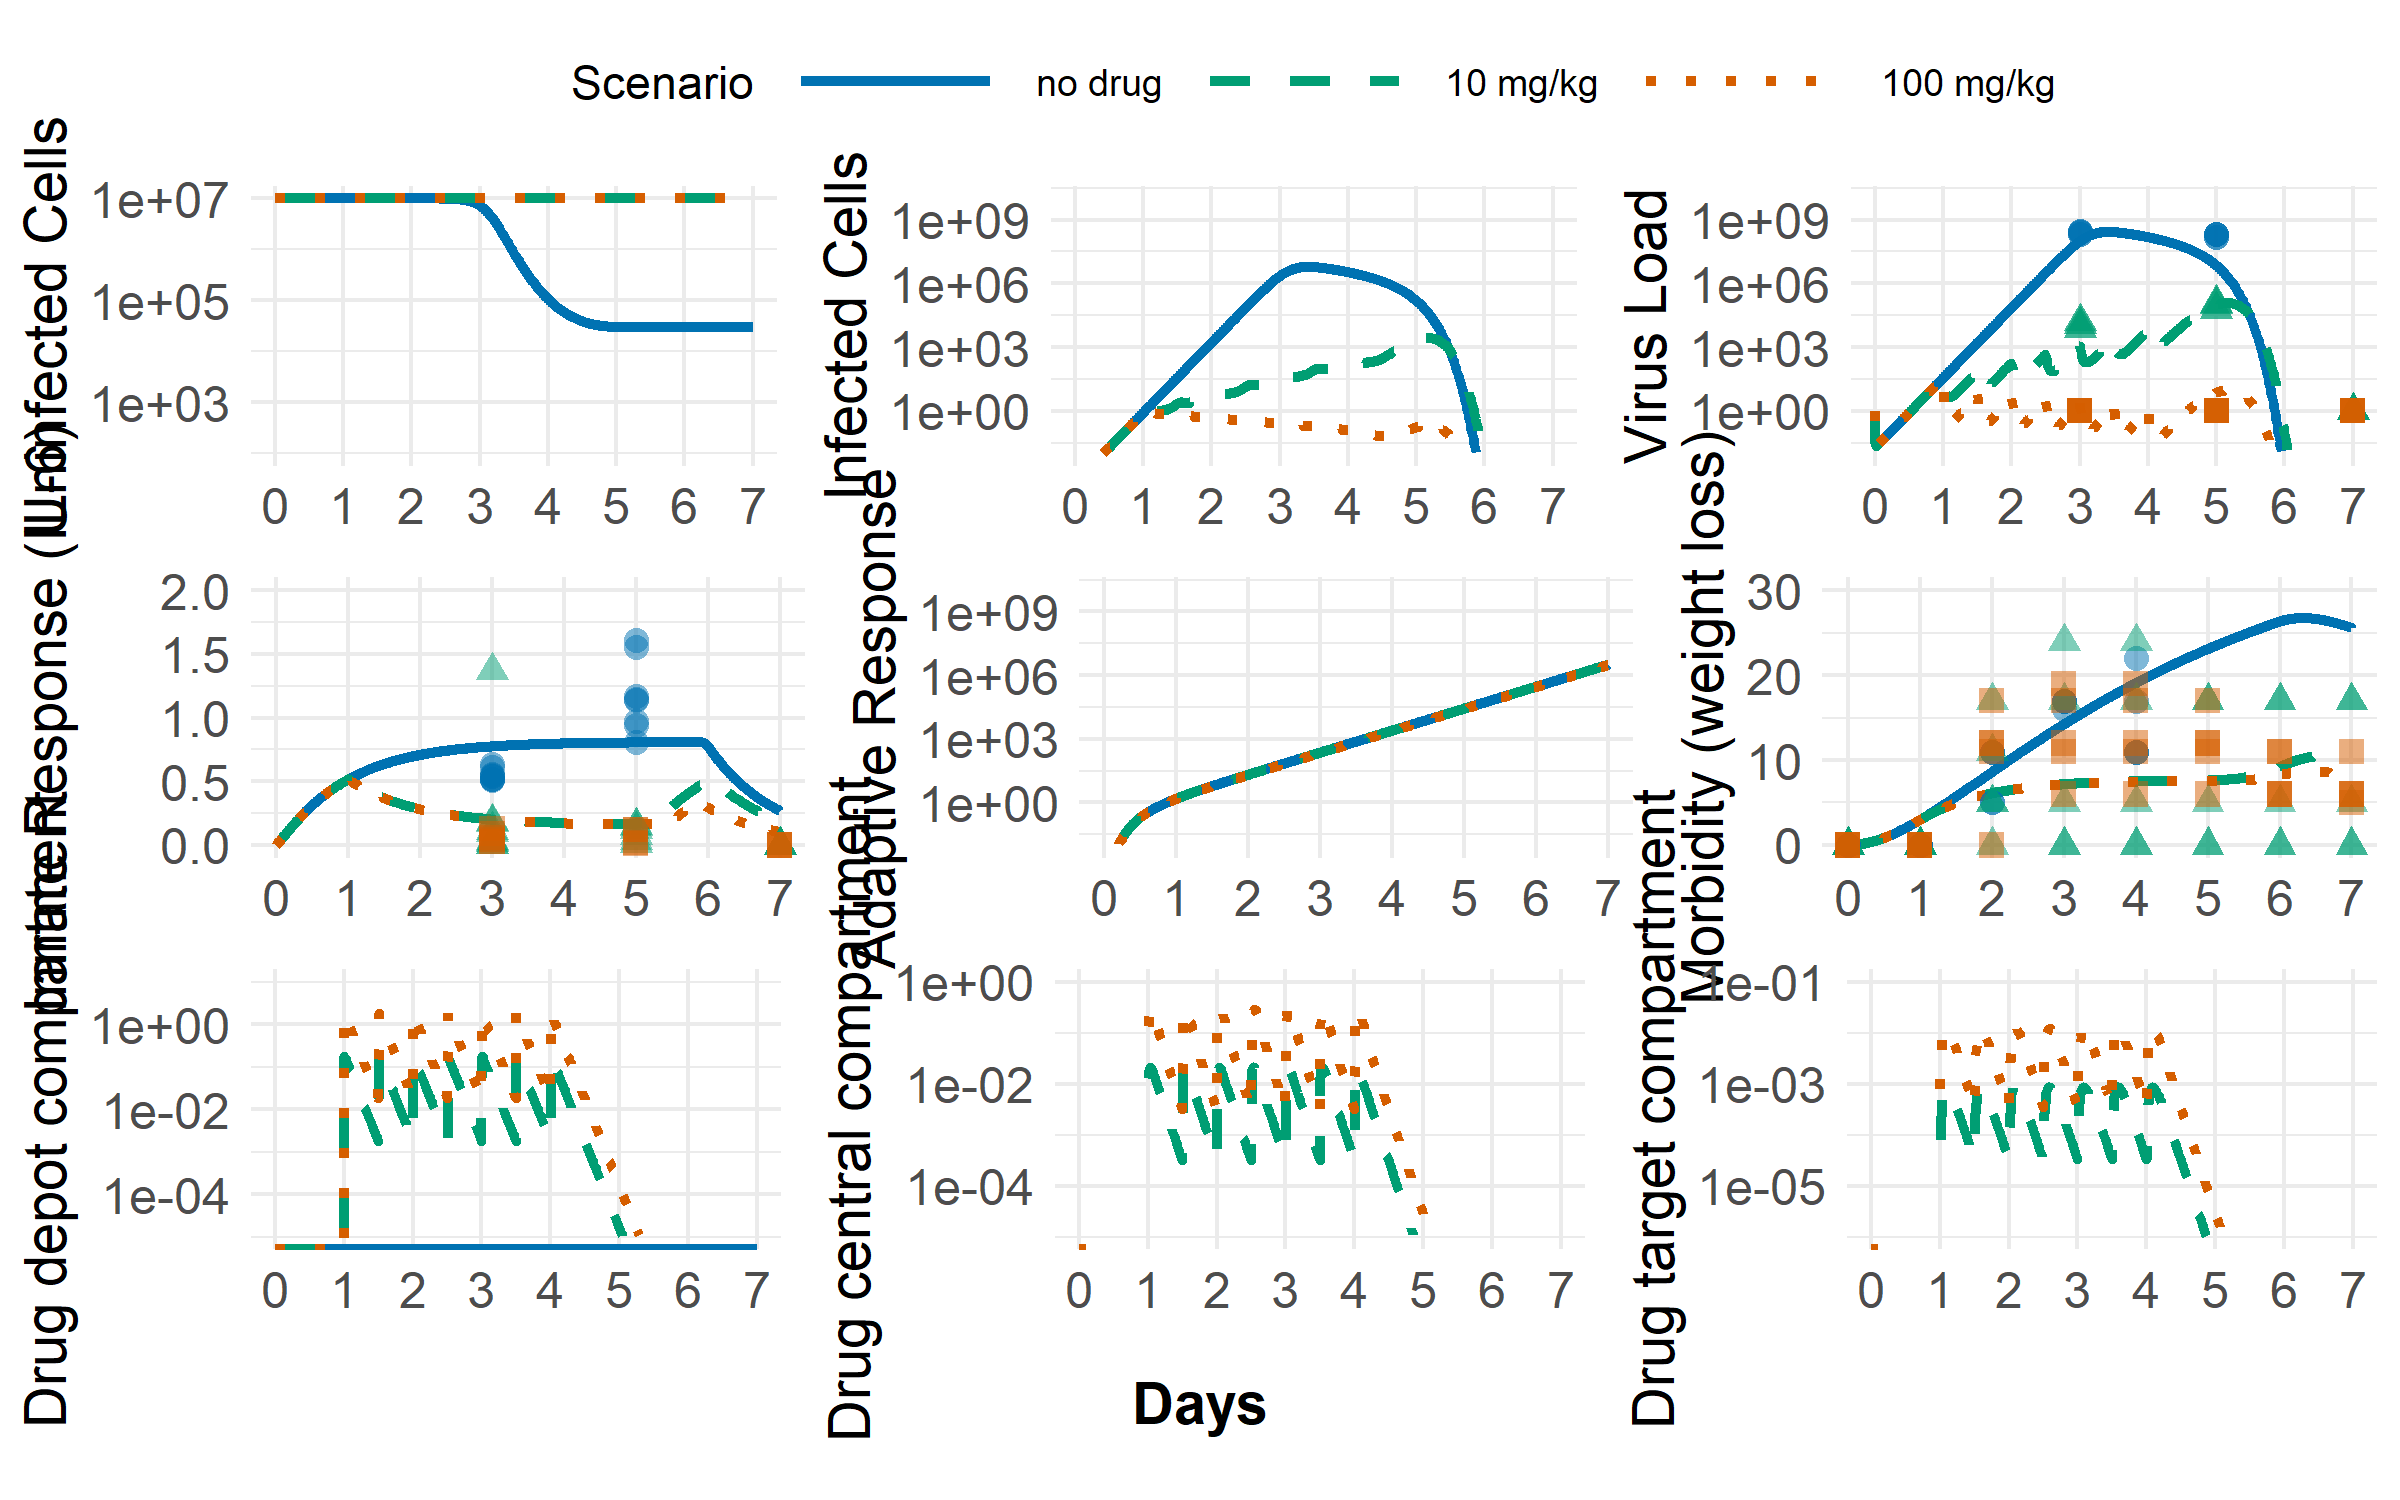 Scenario no drug 10 mg/kg 100 mg/kg
Uninfected Cells
1e+07
1e+05
1e+03
0 1 2 3 4 5 6 7
Infected Cells
1e+09
1e+06
1e+03
1e+00
0 1 2 3 4 5 6 7
Virus Load
1e+09
1e+06
1e+03
1e+00
0 1 2 3 4 5 6 7
Innate Response (IL-6)
2.0
1.5
1.0
0.5
0.0
0 1 2 3 4 5 6 7
Adaptive Response
1e+09
1e+06
1e+03
1e+00
0 1 2 3 4 5 6 7
Morbidity (weight loss)
30
20
10
0
0 1 2 3 4 5 6 7
Drug depot compartment
1e+00
1e-02
1e-04
0 1 2 3 4 5 6 7
Drug central compartment
1e+00
1e-02
1e-04
0 1 2 3 4 5 6 7
Drug target compartment
1e-01
1e-03
1e-05
0 1 2 3 4 5 6 7
Days